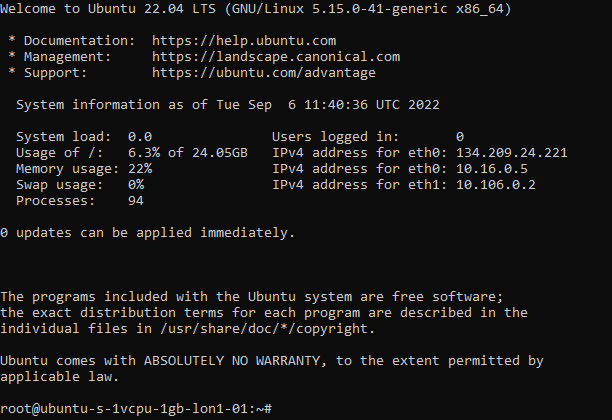 Welcome to Ubuntu 22.04 LTS (GNU/Linux 5.15.0-41-generic x86_64)
* Documentation: https://help.ubuntu.com
* Management: https://landscape.canonical.com
* Support: https://ubuntu.com/advantage
System information as of Tue Sep 6 11:40:36 UTC 2022
System load: 0.0 Users logged in: 0
Usage of /: 6.3% of 24.05GB IPv4 address for eth0: 134.209.24.221
Memory usage: 22% IPv4 address for eth0: 10.16.0.5
Swap usage: 0% IPv4 address for eth1: 10.106.0.2
Processes: 94
0 updates can be applied immediately.
The programs included with the Ubuntu system are free software;
the exact distribution terms for each program are described in the
individual files in /usr/share/doc/*/copyright.
Ubuntu comes with ABSOLUTELY NO WARRANTY, to the extent permitted by
applicable law.
root@ubuntu-s-1vcpu-1gb-lon1-01:~#